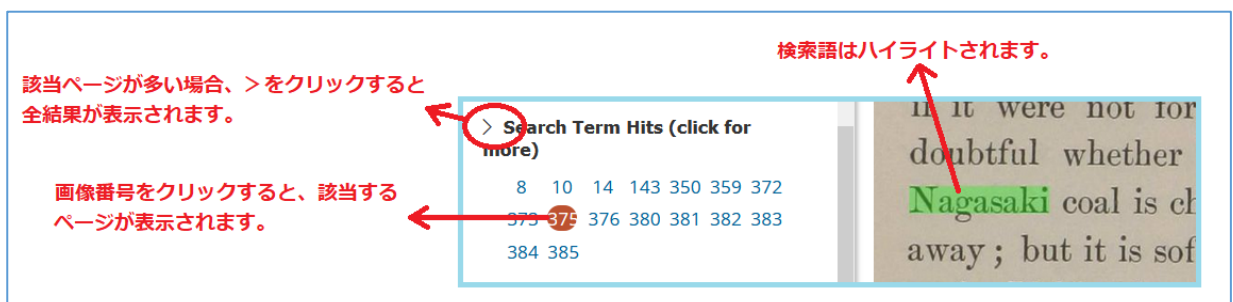 検索語はハイライトされます。
該当ページが多い場合、＞をクリックすると
全結果が表示されます。
> Search Term Hits (click for
more)
8 10 14 143 350 359 372
373 375 376 380 381 382 383
384 385
画像番号をクリックすると、該当する
ページが表示されます。
if it were not for
doubtful whether
Nagasaki coal is
away ; but it is